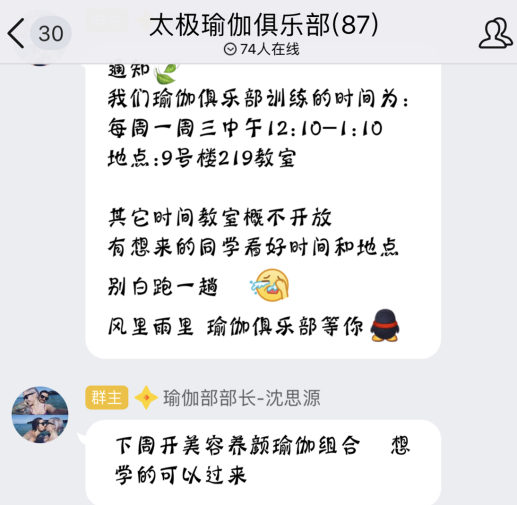 30
太极瑜伽俱乐部(87)
74人在线
通知
我们瑜伽俱乐部训练的时间为:
每周一周三中午12:10-1:10
地点:9号楼219教室
其它时间教室概不开放
有想来的同学看好时间和地点
别白跑一趟
风里雨里 瑜伽俱乐部等你
群主 瑜伽部部长-沈思源
下周开美容养颜瑜伽组合 想
学的可以过来